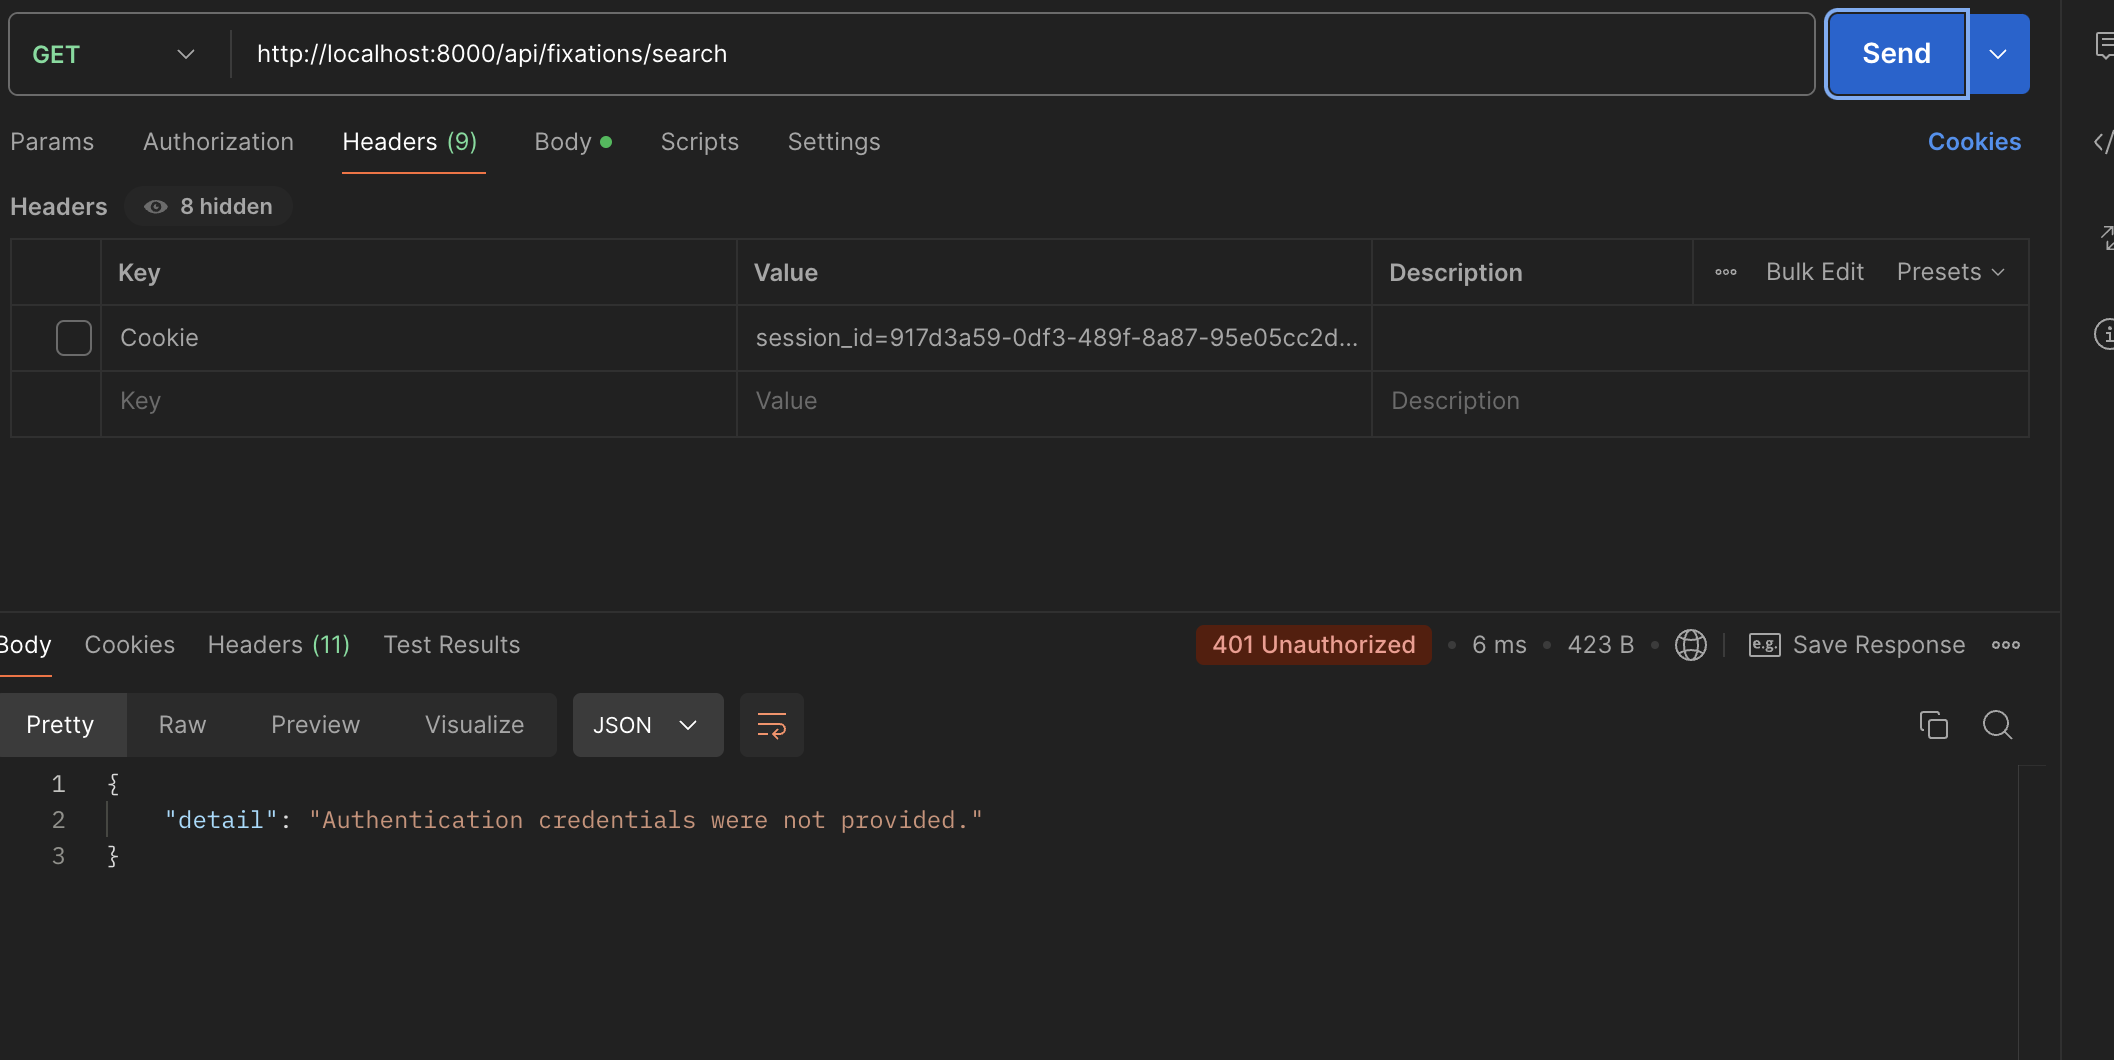 GET http://localhost:8000/api/fixations/search Send
Params Authorization Headers (9) Body Scripts Settings Cookies
Headers 8 hidden
Key Value Description Bulk Edit Presets
Cookie session_id=917d3a59-0df3-489f-8a87-95e05cc2d...
Key Value Description
Body Cookies Headers (11) Test Results 401 Unauthorized • 6 ms • 423 B • e.g. Save Response
Pretty Raw Preview Visualize JSON
1 {
2 "detail": "Authentication credentials were not provided."
3 }